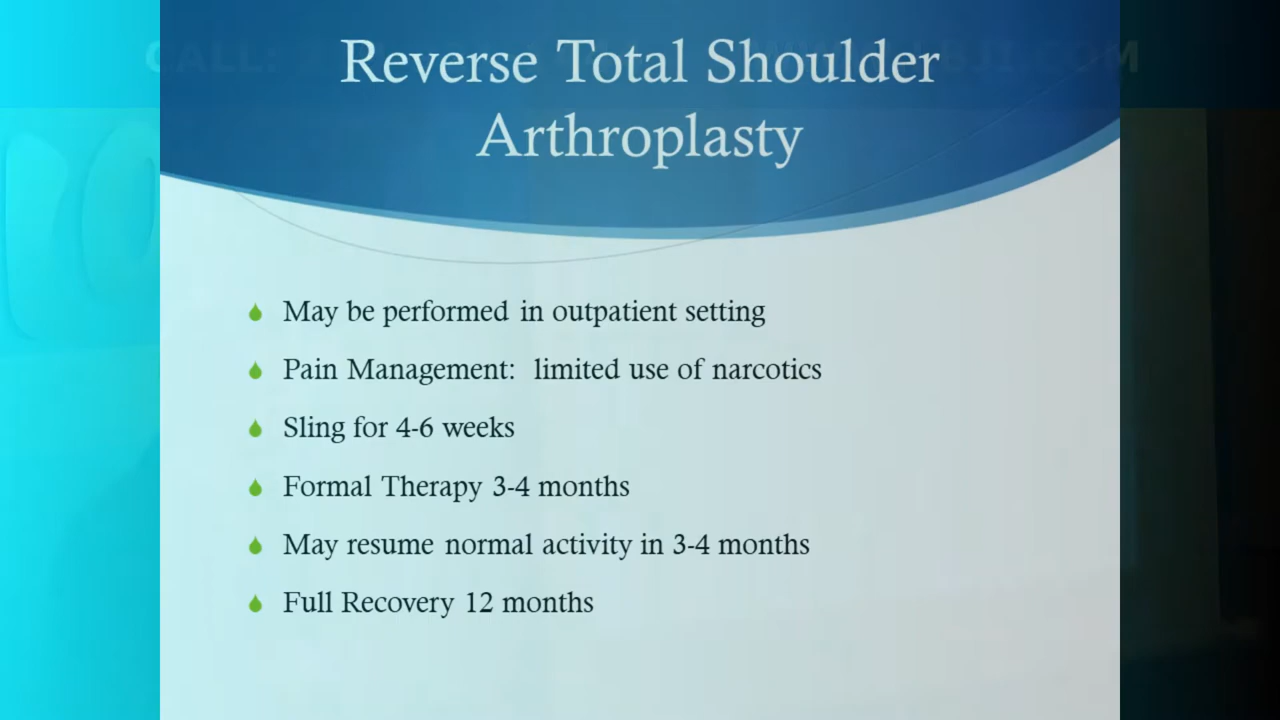 CALL:
Reverse Total Shoulder
Arthroplasty
May be performed in outpatient setting
Pain Management: limited use of narcotics
Sling for 4-6 weeks
Formal Therapy 3-4 months
May resume normal activity in 3-4 months
Full Recovery 12 months